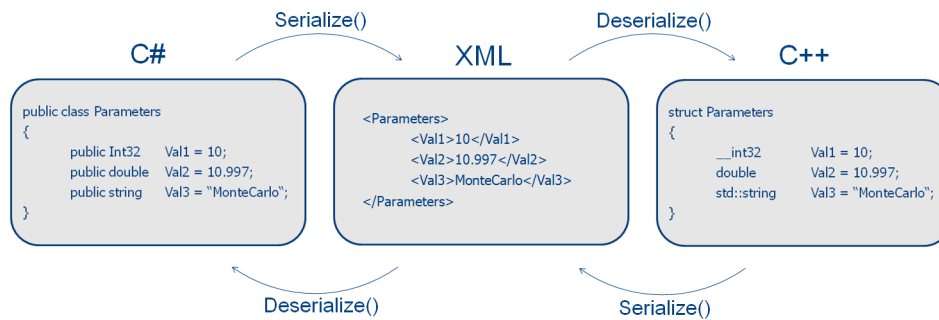 Serialize()
Deserialize()
C#
XML
C++
public class Parameters
{
public Int32 Val1 = 10;
public double Val2 = 10.997;
public string Val3 = “MonteCarlo“;
}
<Parameters>
<Val1>10</Val1>
<Val2>10.997</Val2>
<Val3>MonteCarlo</Val3>
</Parameters>
struct Parameters
{
__int32 Val1 = 10;
double Val2 = 10.997;
std::string Val3 = “MonteCarlo“;
}
Deserialize()
Serialize()